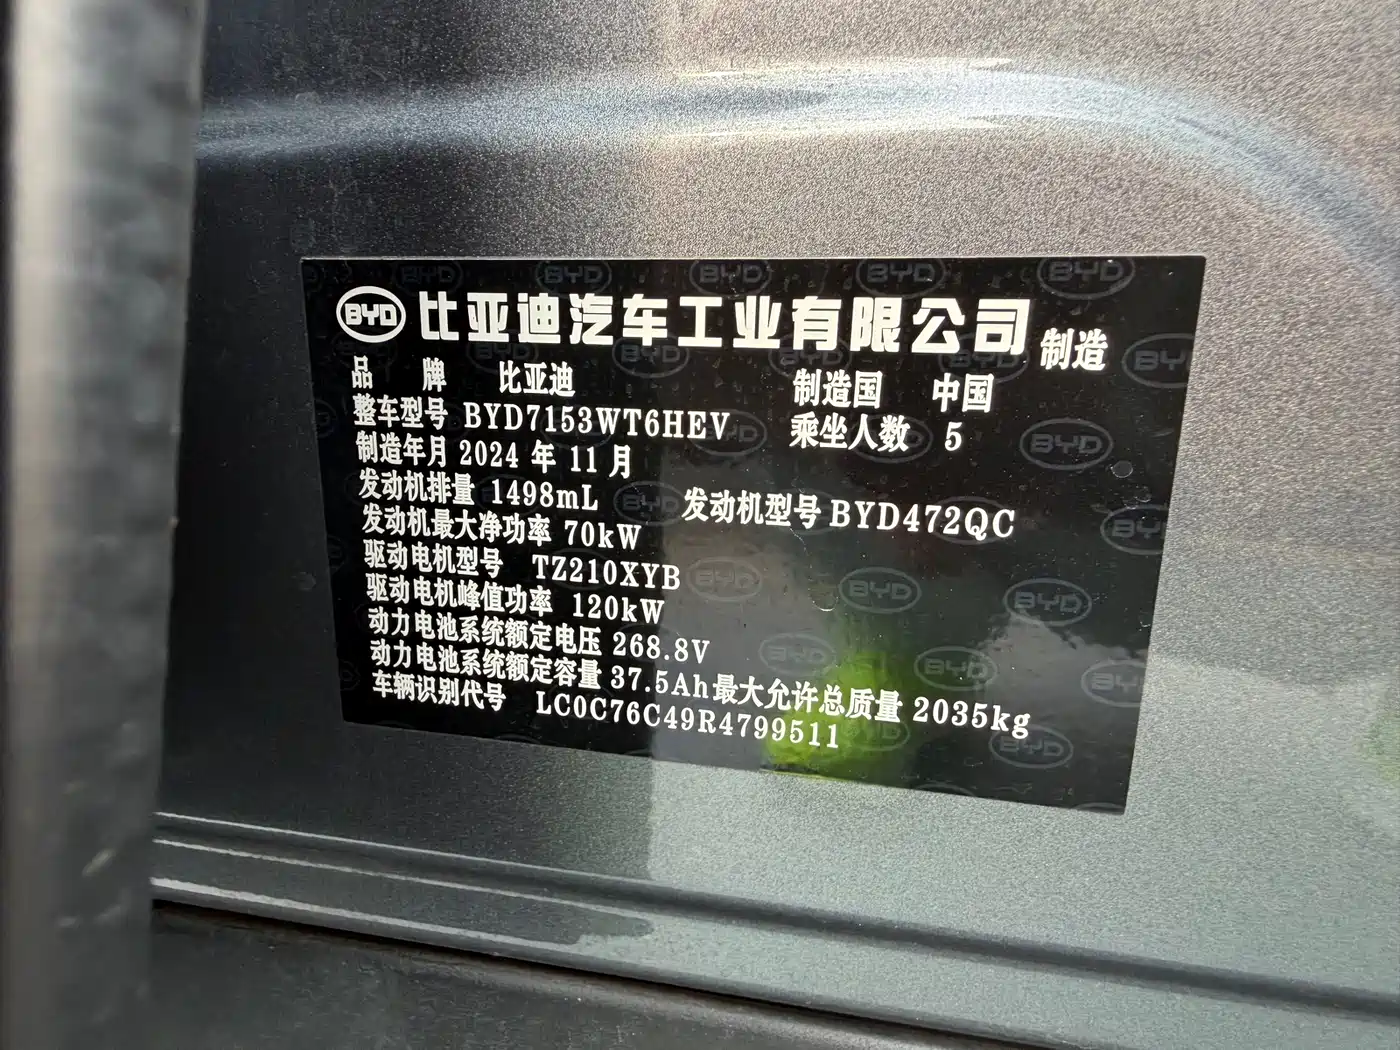 BYD 比亚迪汽车工业有限公司 制造
品 牌 比亚迪 制造国 中国
整车型号 BYD7153WT6HEV 乘坐人数 5
制造年月 2024 年 11 月
发动机排量 1498mL 发动机型号 BYD472QC
发动机最大净功率 70kW
驱动电机型号 TZ210XYB
驱动电机峰值功率 120kW
动力电池系统额定电压 268.8V
动力电池系统额定容量 37.5Ah 最大允许总质量 2035kg
车辆识别代号 LC0C76C49R4799511